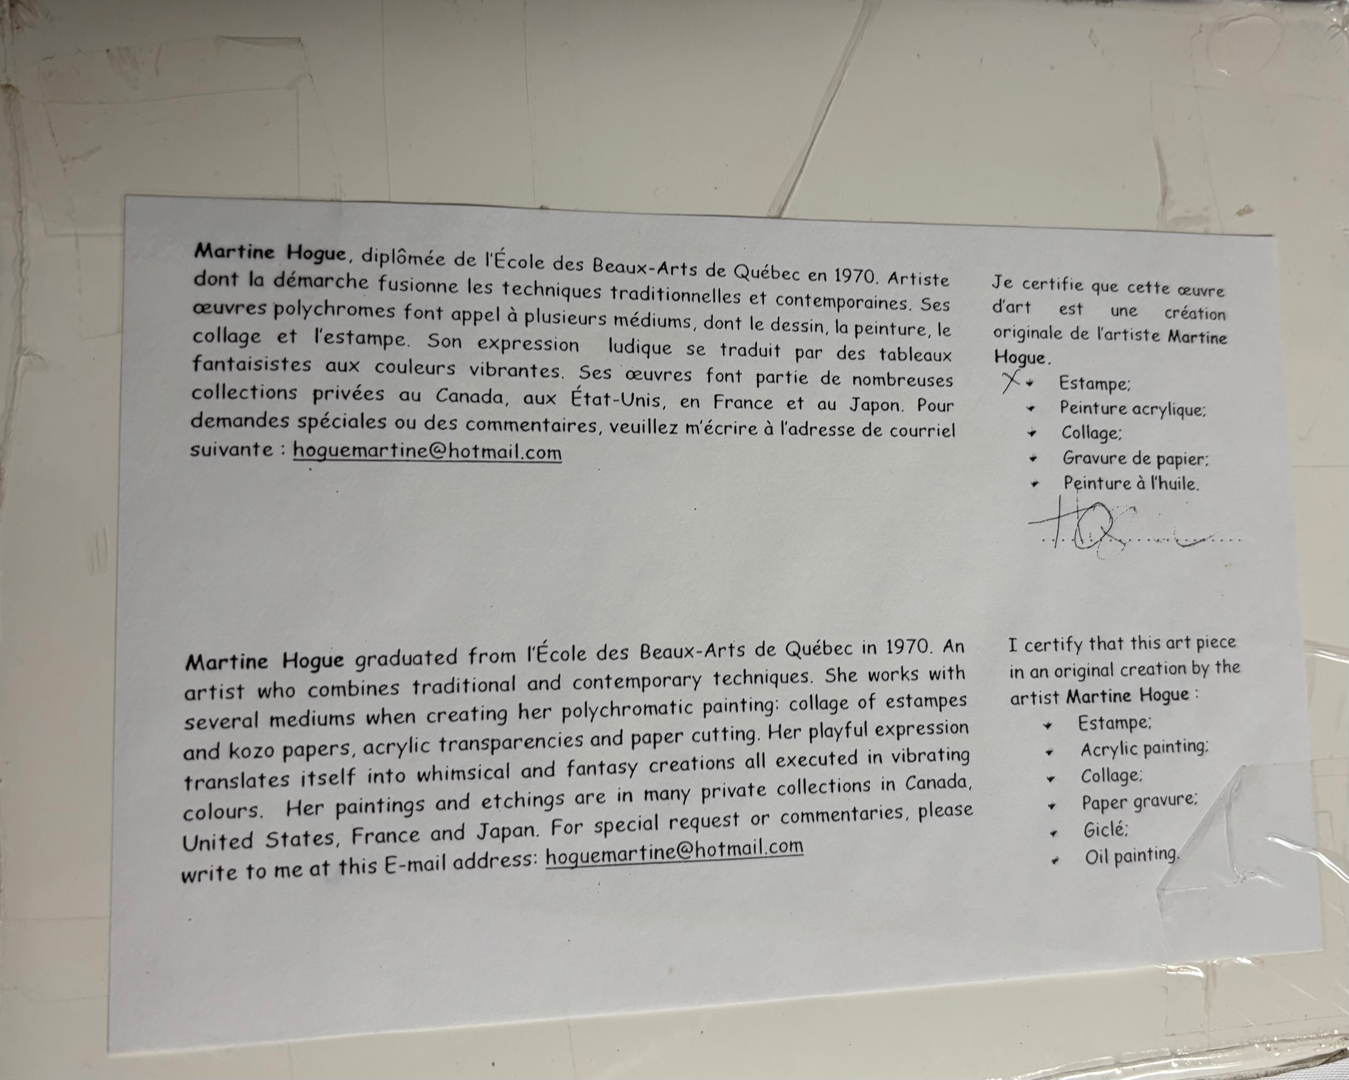 Martine Hogue, diplômée de l'École des Beaux-Arts de Québec en 1970. Artiste
dont la démarche fusionne les techniques traditionnelles et contemporaines. Ses
œuvres polychromes font appel à plusieurs médiums, dont le dessin, la peinture, le
collage et l'estampe. Son expression ludique se traduit par des tableaux
fantaisistes aux couleurs vibrantes. Ses œuvres font partie de nombreuses
collections privées au Canada, aux État-Unis, en France et au Japon. Pour
demandes spéciales ou des commentaires, veuillez m'écrire à l'adresse de courriel
suivante : hoguemartine@hotmail.com
Je certifie que cette œuvre
d'art est une création
originale de l'artiste Martine
Hogue.
X • Estampe;
• Peinture acrylique;
• Collage;
• Gravure de papier;
• Peinture à l'huile.
Martine Hogue graduated from l'École des Beaux-Arts de Québec in 1970. An
artist who combines traditional and contemporary techniques. She works with
several mediums when creating her polychromatic painting: collage of estampes
and kozo papers, acrylic transparencies and paper cutting. Her playful expression
translates itself into whimsical and fantasy creations all executed in vibrating
colours. Her paintings and etchings are in many private collections in Canada,
United States, France and Japan. For special request or commentaries, please
write to me at this E-mail address: hoguemartine@hotmail.com
I certify that this art piece
in an original creation by the
artist Martine Hogue :
• Estampe;
• Acrylic painting;
• Collage;
• Paper gravure;
• Giclé;
• Oil painting.